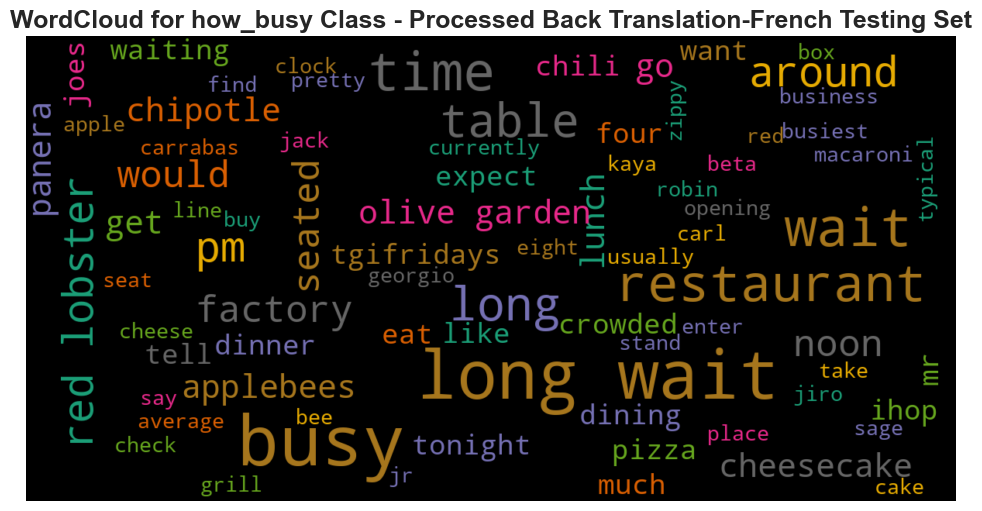 WordCloud for how_busy Class - Processed Back Translation-French Testing Set
joes
waiting
clock
time
chili go
want
box
around
find
pretty
business
panera
apple
chipotle
jack
table
four
zippy
red
busiest
carrabas
currently
kaya
beta
macaroni
typical
would
seated
expect
lunch
robin
get
line
buy
olive garden
opening
carl
wait
red lobster
pm
tgifridays
eight
usually
seat
georgio
restaurant
factory
long
cheese
dinner
eat
like
crowded
enter
stand
noon
tell
applebees
long wait
take
mr
say
jiro
average
bee
dining
ihop
check
busy
tonight
pizza
place
sage
grill
jr
much
cheesecake
cake